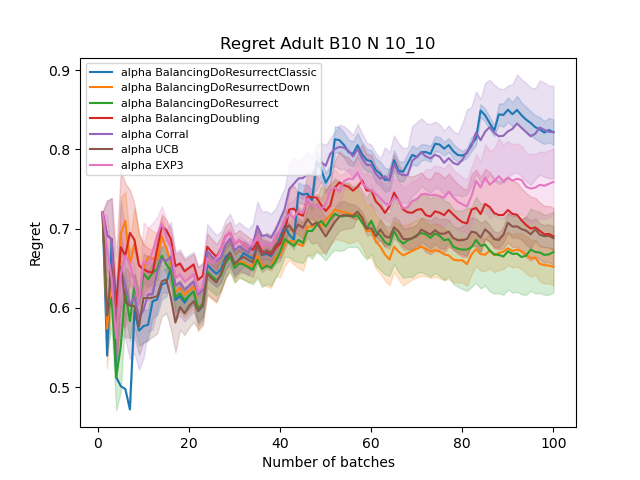 Regret Adult B10 N 10_10
alpha BalancingDoResurrectClassic
alpha BalancingDoResurrectDown
alpha BalancingDoResurrect
alpha BalancingDoubling
alpha Corral
alpha UCB
alpha EXP3
Regret
0.9
0.8
0.7
0.6
0.5
0 20 40 60 80 100
Number of batches